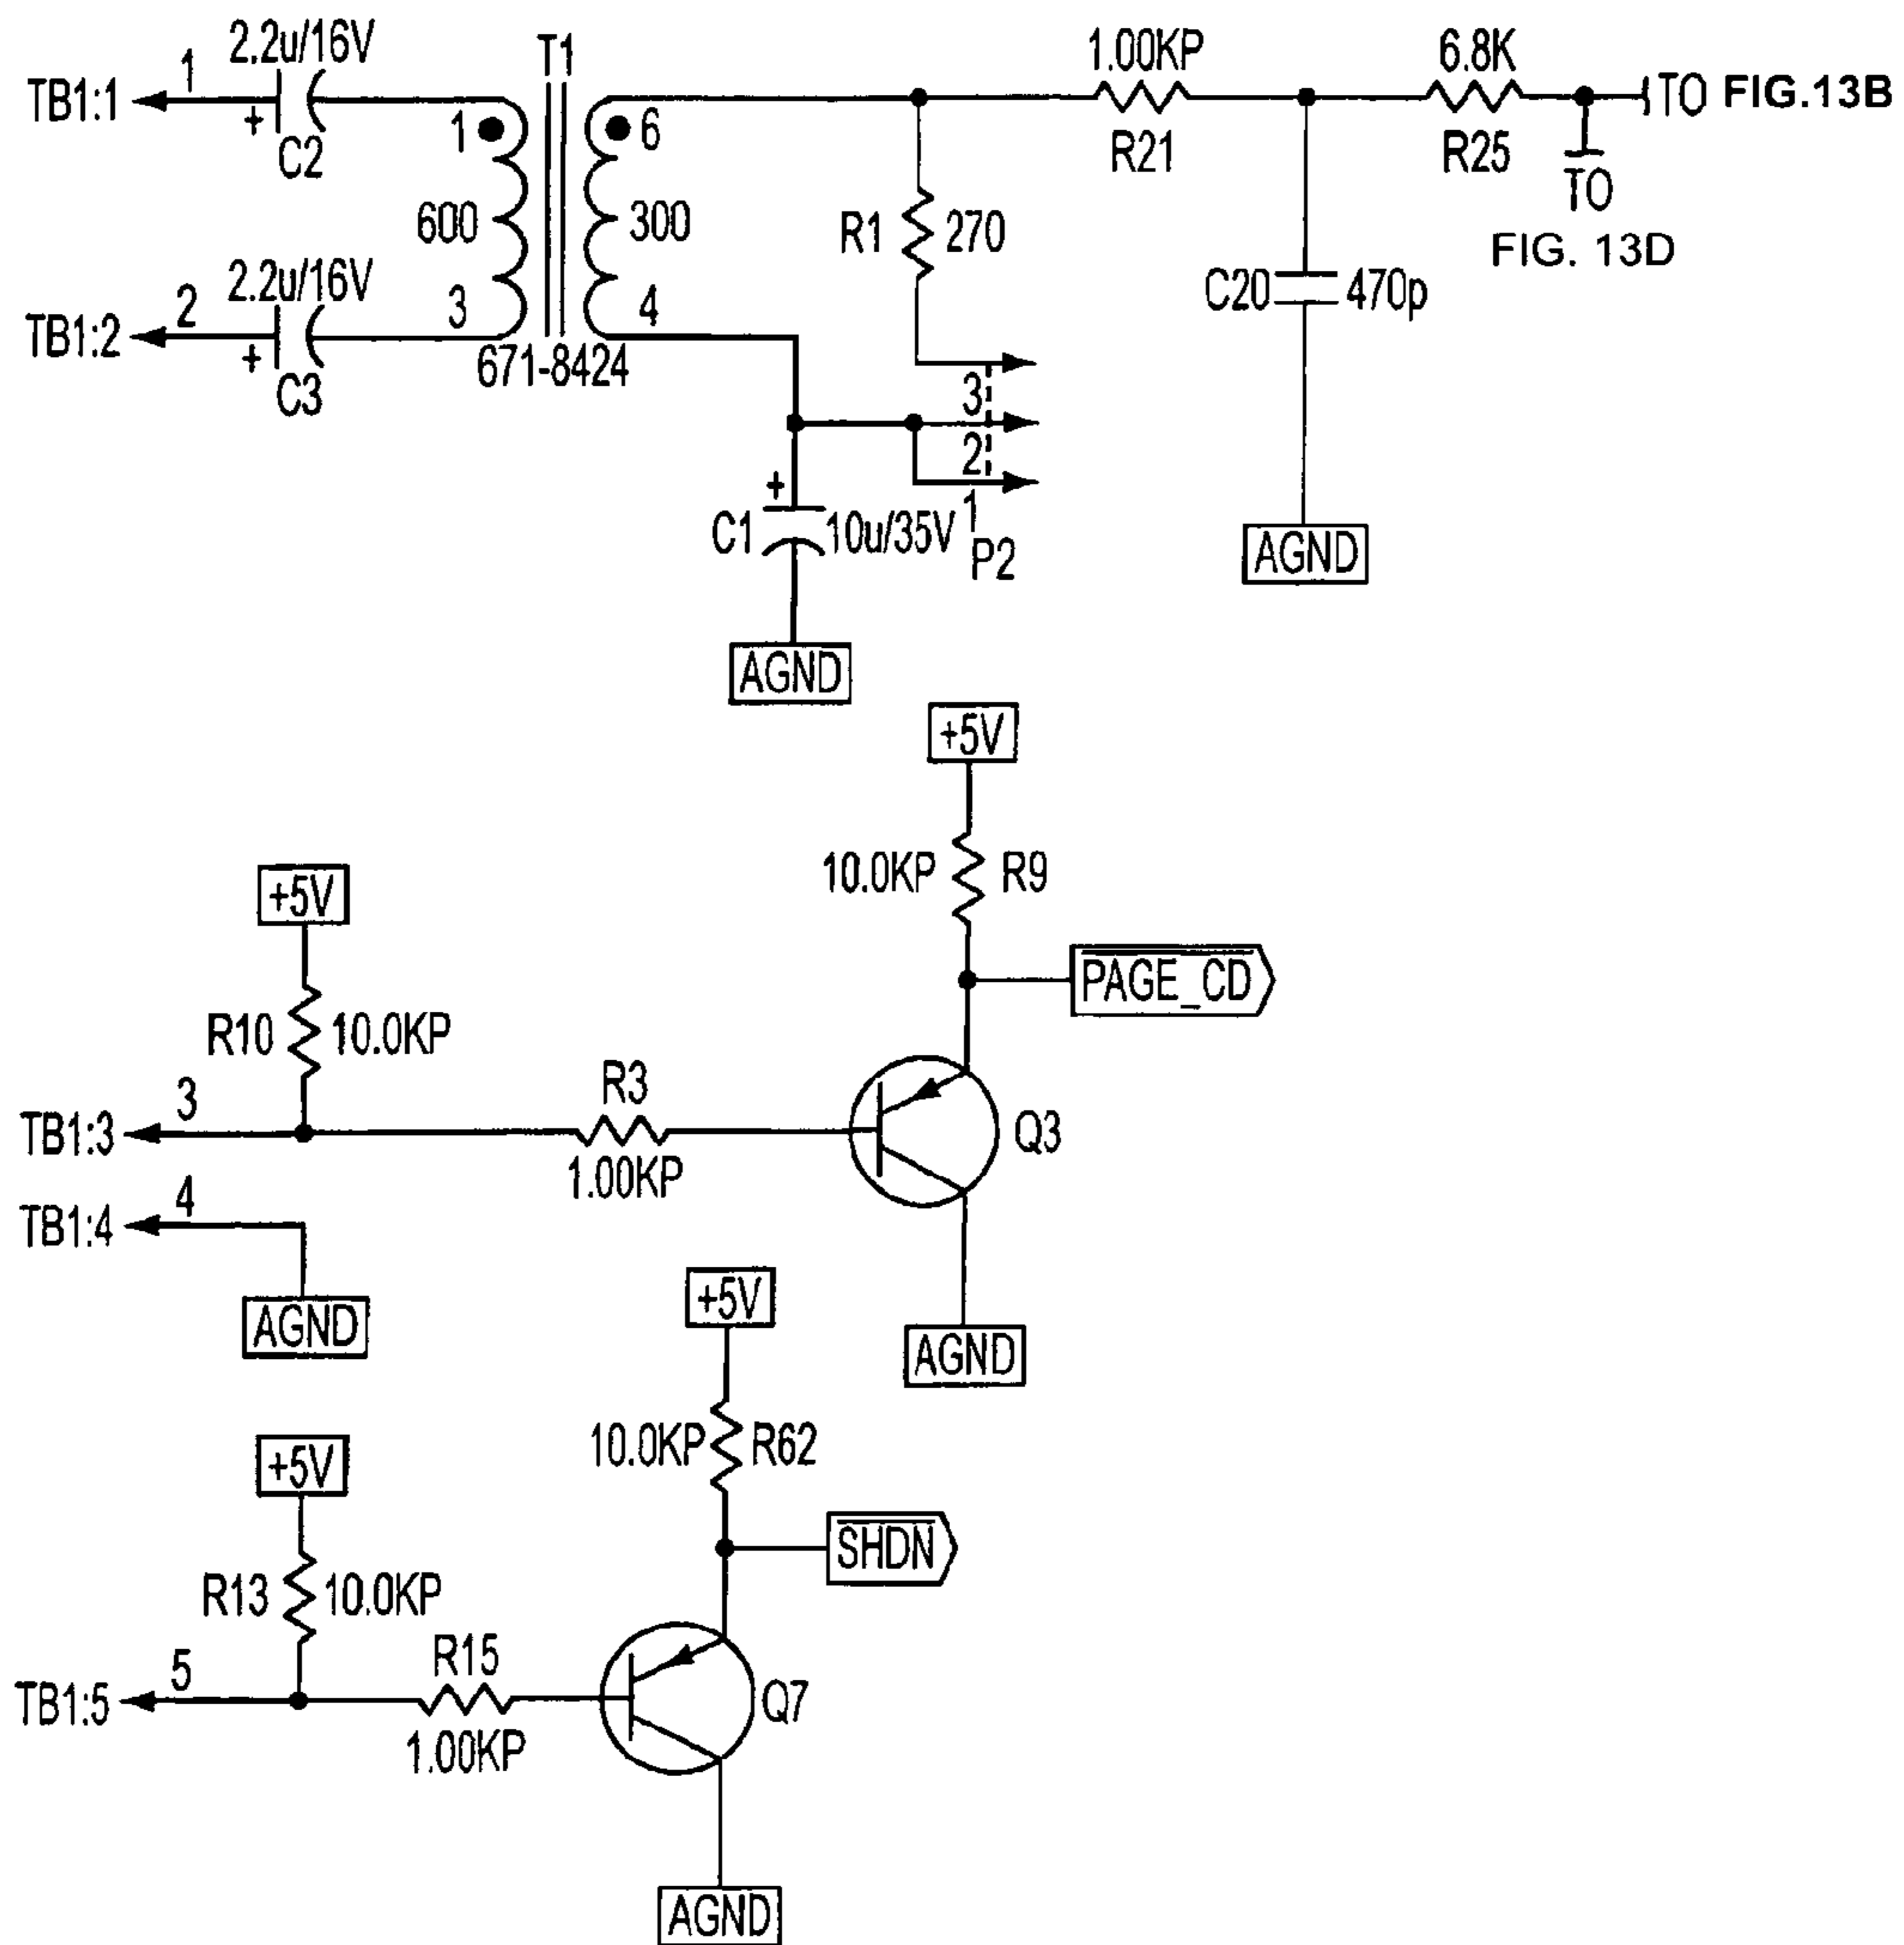 2.2u/16V
T1
1.00KP
6.8K
TB1:1
1
+
C2
1
6
R21
R25
TO FIG.13B
TO
FIG. 13D
600
300
R1
270
2.2u/16V
C20
470p
TB1:2
2
+
C3
3
4
671-8424
3
2
1
P2
+
C1
10u/35V
AGND
AGND
+5V
10.0KP
R9
+5V
PAGE_CD
R10
10.0KP
R3
TB1:3
3
1.00KP
Q3
TB1:4
4
AGND
AGND
+5V
10.0KP
R62
+5V
SHDN
R13
10.0KP
R15
TB1:5
5
1.00KP
Q7
AGND